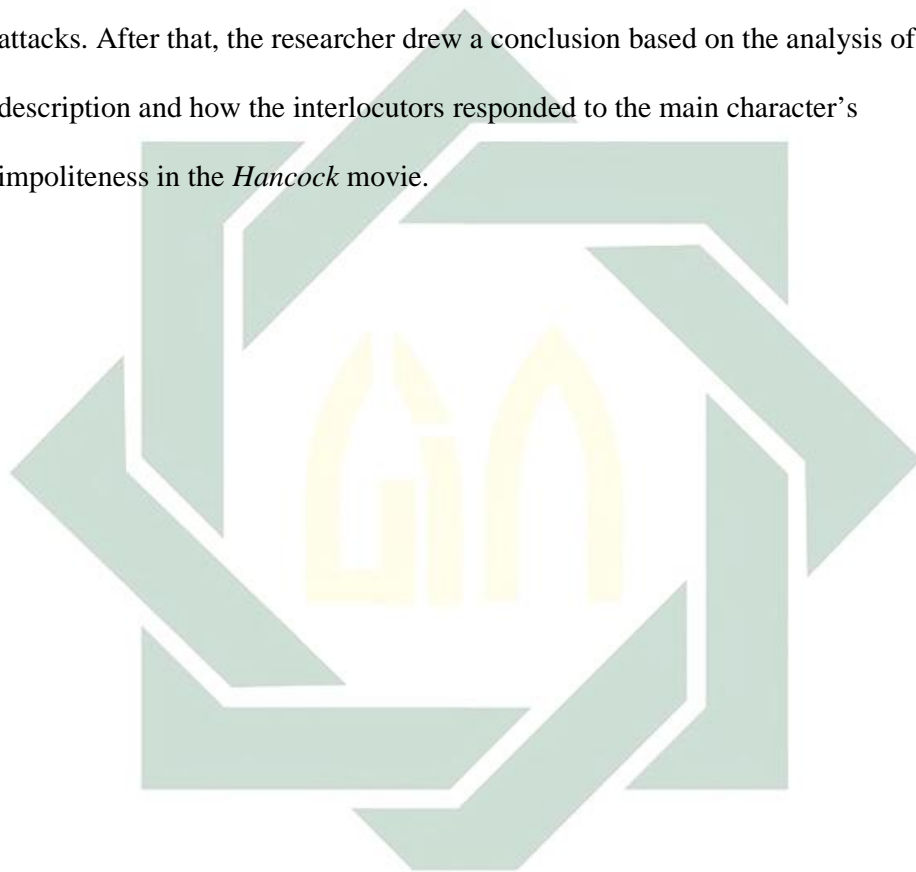 attacks. After that, the researcher drew a conclusion based on the analysis of
description and how the interlocutors responded to the main character's
impoliteness in the Hancock movie.